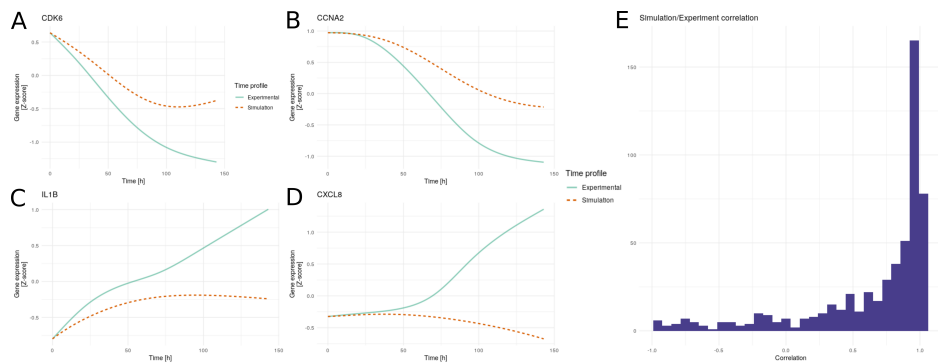 A
CDK6
Gene expression
[Z-score]
0.5
0.0
-0.5
-1.0
0
50
100
150
Time [h]
Time profile
Experimental
Simulation
B
CCNA2
Gene expression
[Z-score]
1.0
0.5
0.0
-0.5
-1.0
0
50
100
150
Time [h]
C
IL1B
Gene expression
[Z-score]
1.0
0.5
0.0
-0.5
0
50
100
150
Time [h]
D
CXCL8
Gene expression
[Z-score]
1.0
0.5
0.0
-0.5
0
50
100
150
Time [h]
Time profile
Experimental
Simulation
E
Simulation/Experiment correlation
150
100
50
0
-1.0
-0.5
0.0
0.5
1.0
Correlation